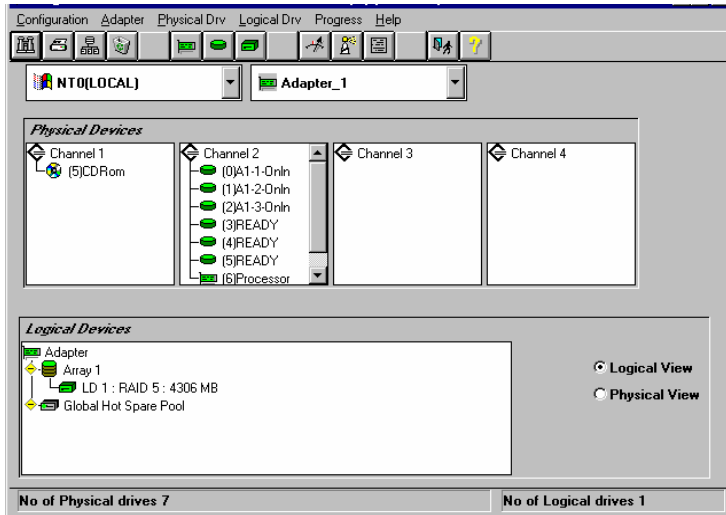 Configuration Adapter Physical Drv Logical Drv Progress Help
NT0(LOCAL)
Adapter_1
Physical Devices
Channel 1
(5)CDRom
Channel 2
(0)A1-1-Onln
(1)A1-2-Onln
(2)A1-3-Onln
(3)READY
(4)READY
(5)READY
(6)Processor
Channel 3
Channel 4
Logical Devices
Adapter
Array 1
LD 1 : RAID 5 : 4306 MB
Global Hot Spare Pool
Logical View
Physical View
No of Physical drives 7
No of Logical drives 1